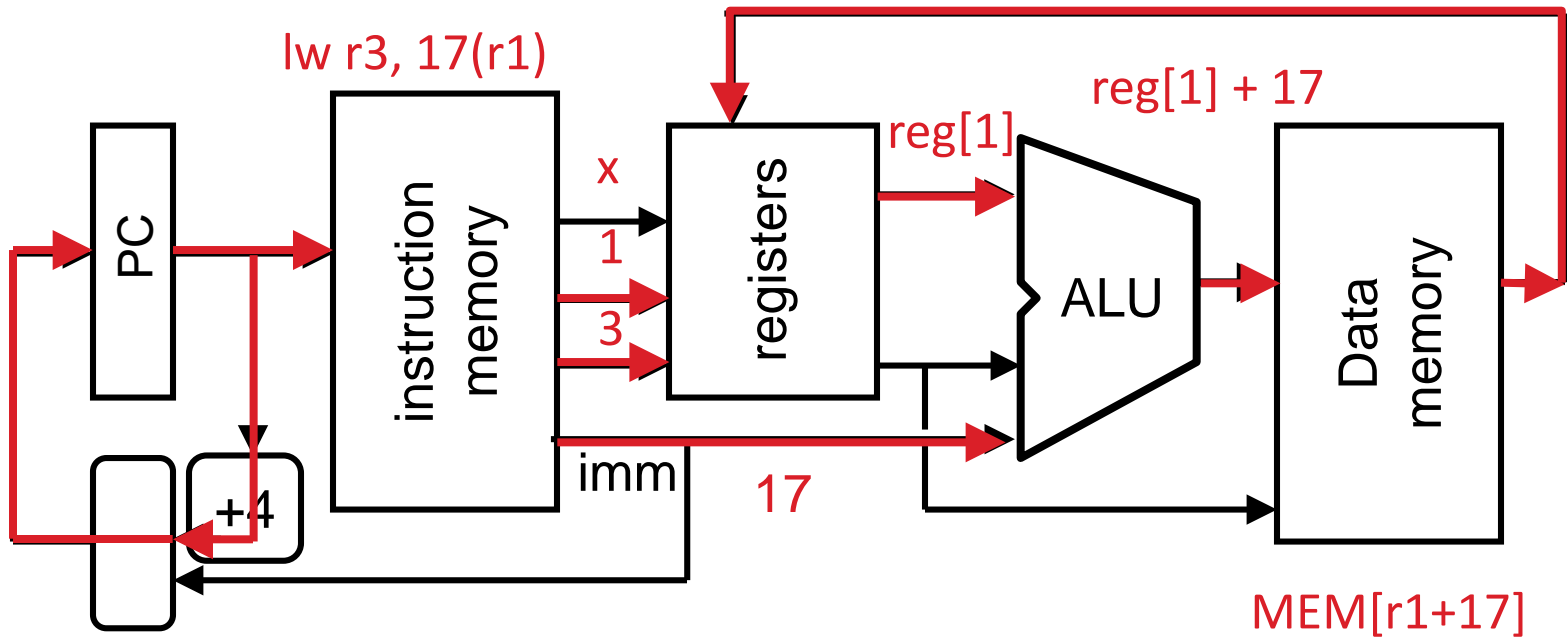 lw r3, 17(r1)
reg[1] + 17
reg[1]
x
1
3
PC
instruction
memory
registers
ALU
Data
memory
imm
17
+4
MEM[r1+17]